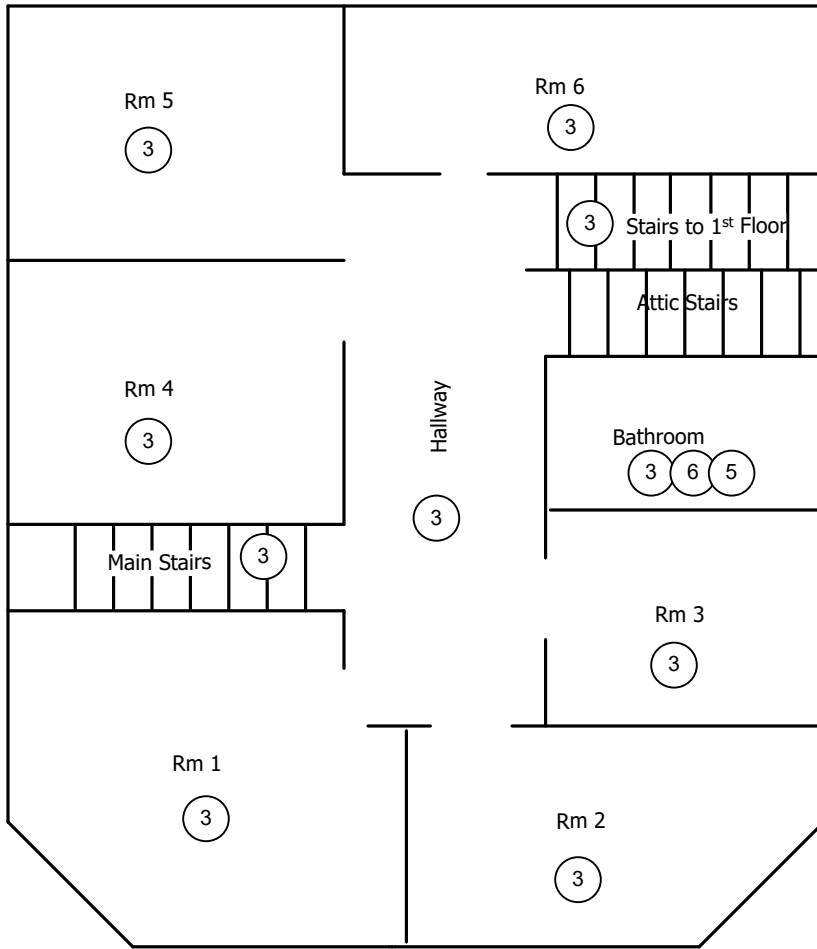 Rm 5
3
Rm 6
3
3
Stairs to 1st Floor
Attic Stairs
Rm 4
3
Hallway
3
Bathroom
3 6 5
Main Stairs
3
Rm 3
3
Rm 1
3
Rm 2
3